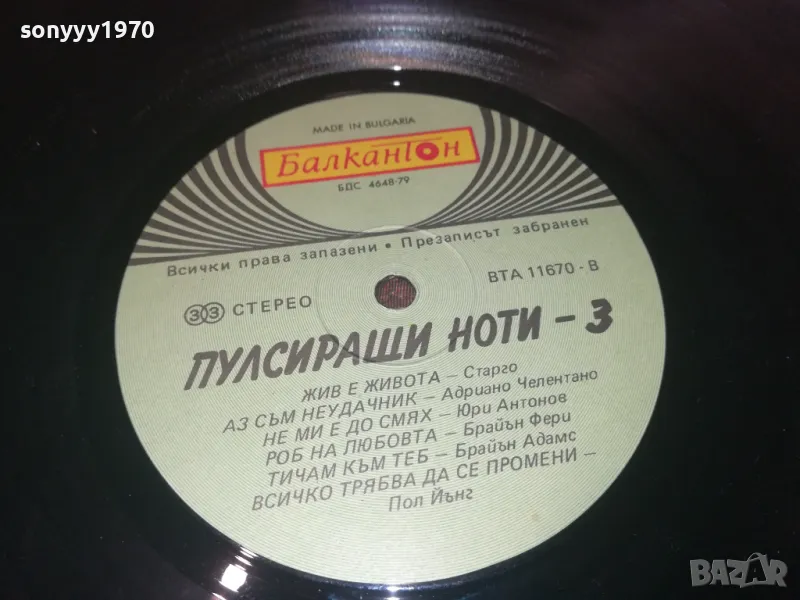 sonyyy1970
MADE IN BULGARIA
Балкантон
БДС 4648-79
Всички права запазени • Презаписът забранен
33 СТЕРЕО
ВТА 11670 - В
ПУЛСИРАЩИ НОТИ - 3
ЖИВ Е ЖИВОТА – Старго
АЗ СЪМ НЕУДАЧНИК – Адриано Челентано
НЕ МИ Е ДО СМЯХ – Юри Антонов
РОБ НА ЛЮБОВТА – Брайън Фери
ТИЧАМ КЪМ ТЕБ – Брайън Адамс
ВСИЧКО ТРЯБВА ДА СЕ ПРОМЕНИ –
Пол Йънг
BAZAR